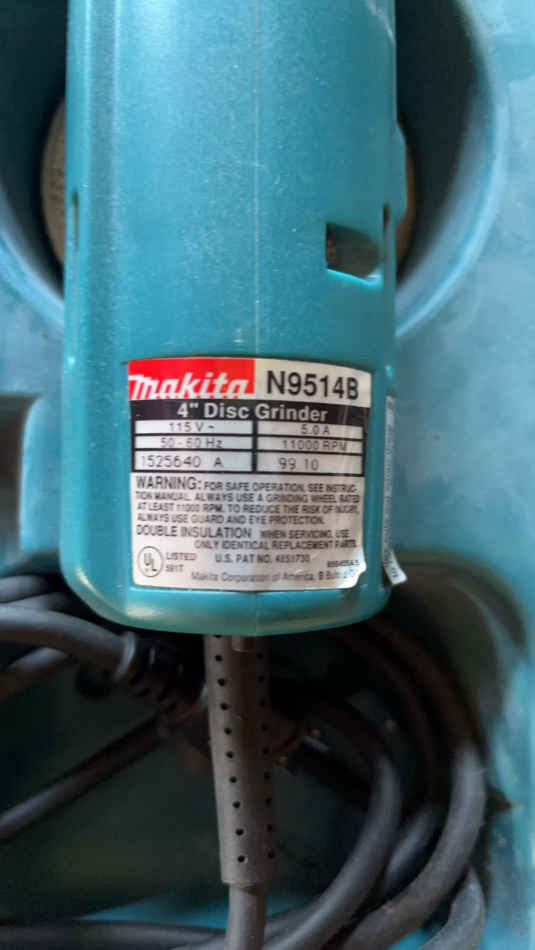 makita N9514B
4" Disc Grinder
115 V~ 5.0 A
50-60 Hz 11000 RPM
1525640 A 99 10
WARNING: FOR SAFE OPERATION, SEE INSTRUC-
TION MANUAL. ALWAYS USE A GRINDING WHEEL RATED
AT LEAST 11000 RPM. TO REDUCE THE RISK OF INJURY,
ALWAYS USE GUARD AND EYE PROTECTION.
DOUBLE INSULATION WHEN SERVICING, USE
ONLY IDENTICAL REPLACEMENT PARTS.
UL LISTED U.S. PAT NO.
Makita Corporation of America,